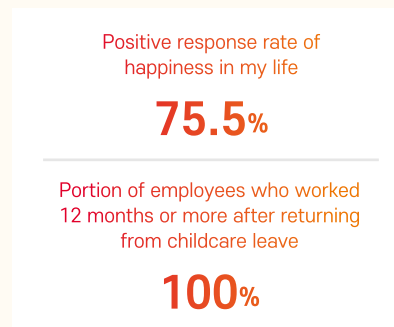 Positive response rate of
happiness in my life
75.5%
Portion of employees who worked
12 months or more after returning
from childcare leave
100%